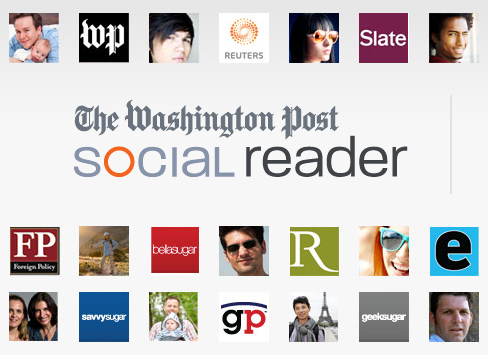 wp
REUTERS
Slate
The Washington Post
SOCIAL reader
FP
Foreign Policy
bellasugar
R
e
savvysugar
gp
geeksugar